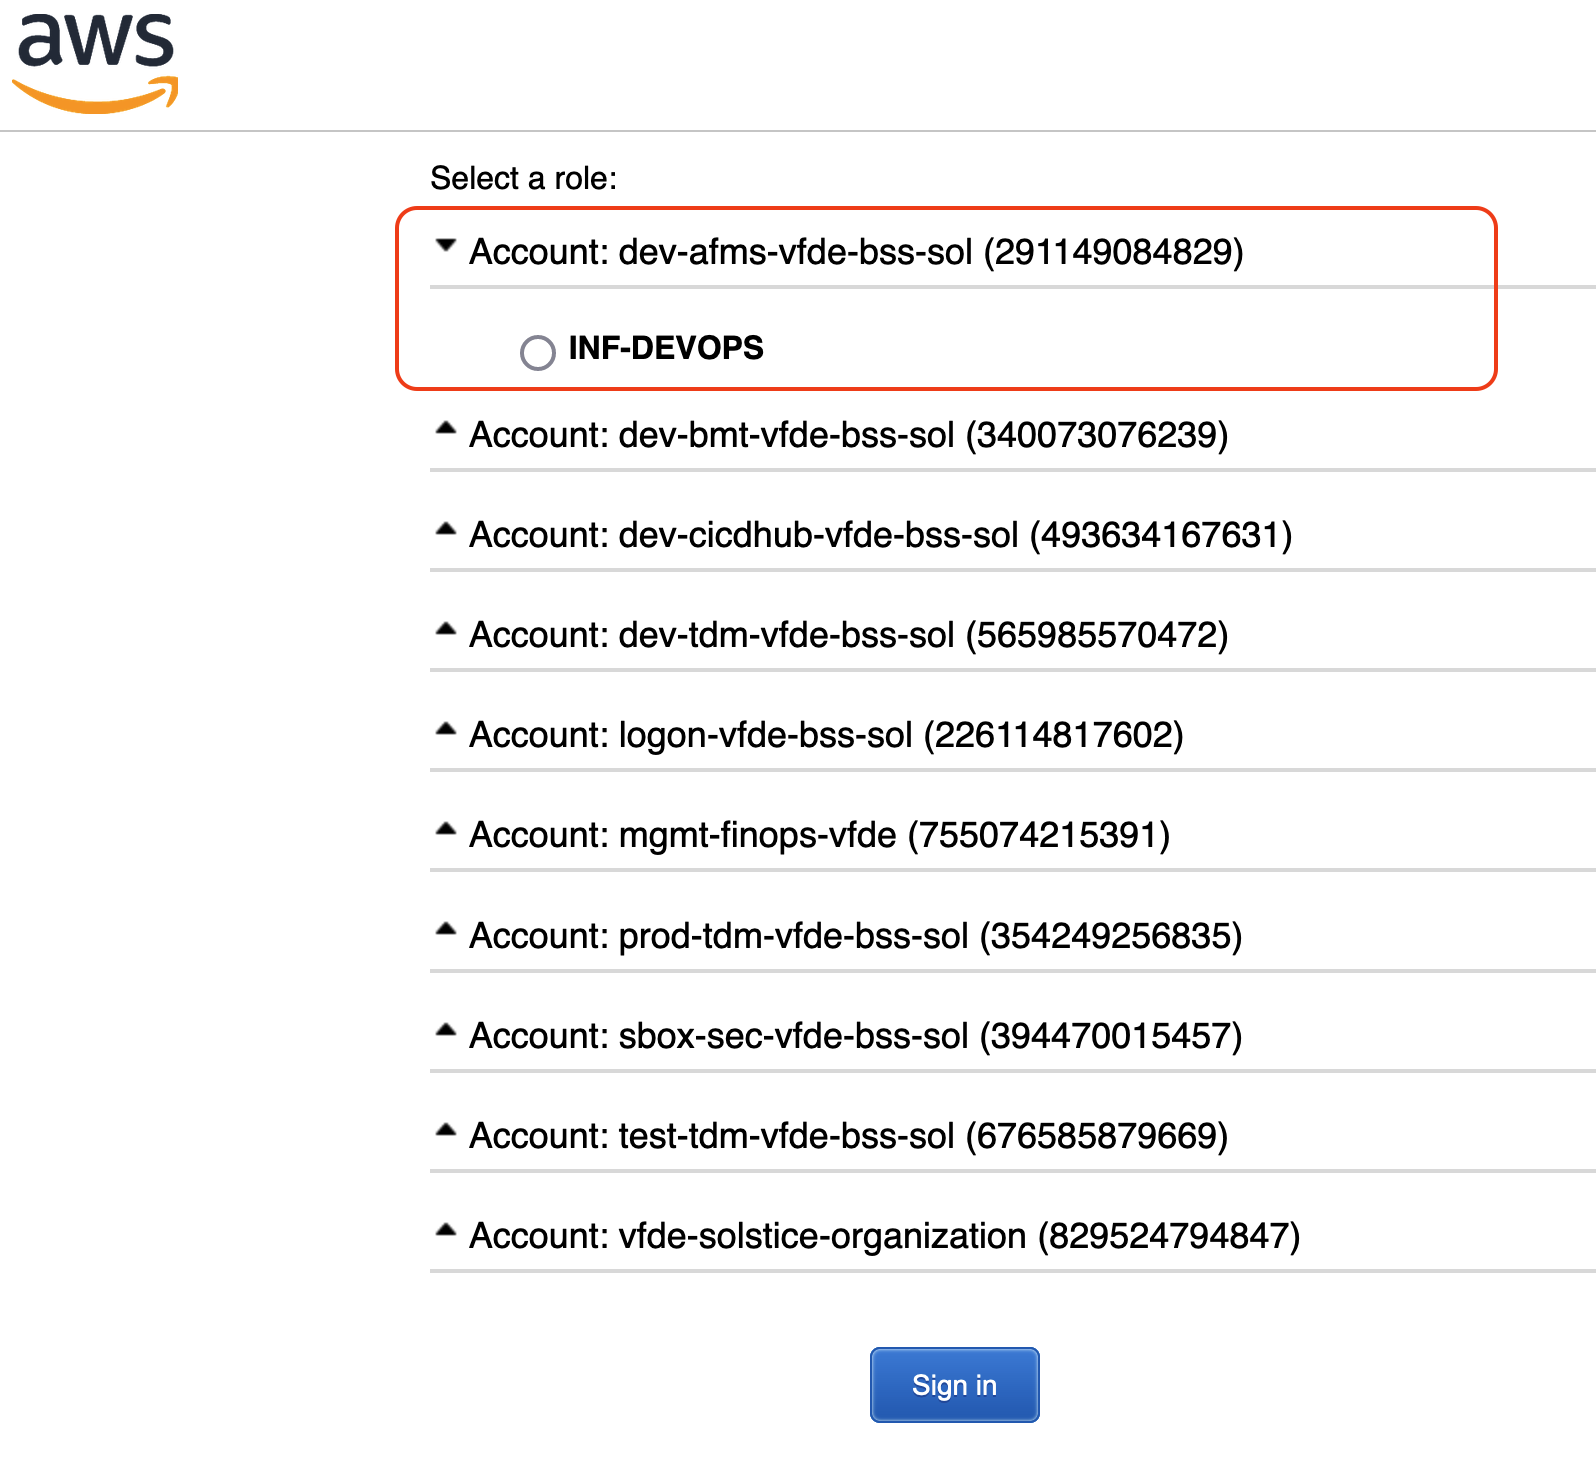 aws
Select a role:
Account: dev-afms-vfde-bss-sol (291149084829)
INF-DEVOPS
Account: dev-bmt-vfde-bss-sol (340073076239)
Account: dev-cicdhub-vfde-bss-sol (493634167631)
Account: dev-tdm-vfde-bss-sol (565985570472)
Account: logon-vfde-bss-sol (226114817602)
Account: mgmt-finops-vfde (755074215391)
Account: prod-tdm-vfde-bss-sol (354249256835)
Account: sbox-sec-vfde-bss-sol (394470015457)
Account: test-tdm-vfde-bss-sol (676585879669)
Account: vfde-solstice-organization (829524794847)
Sign in